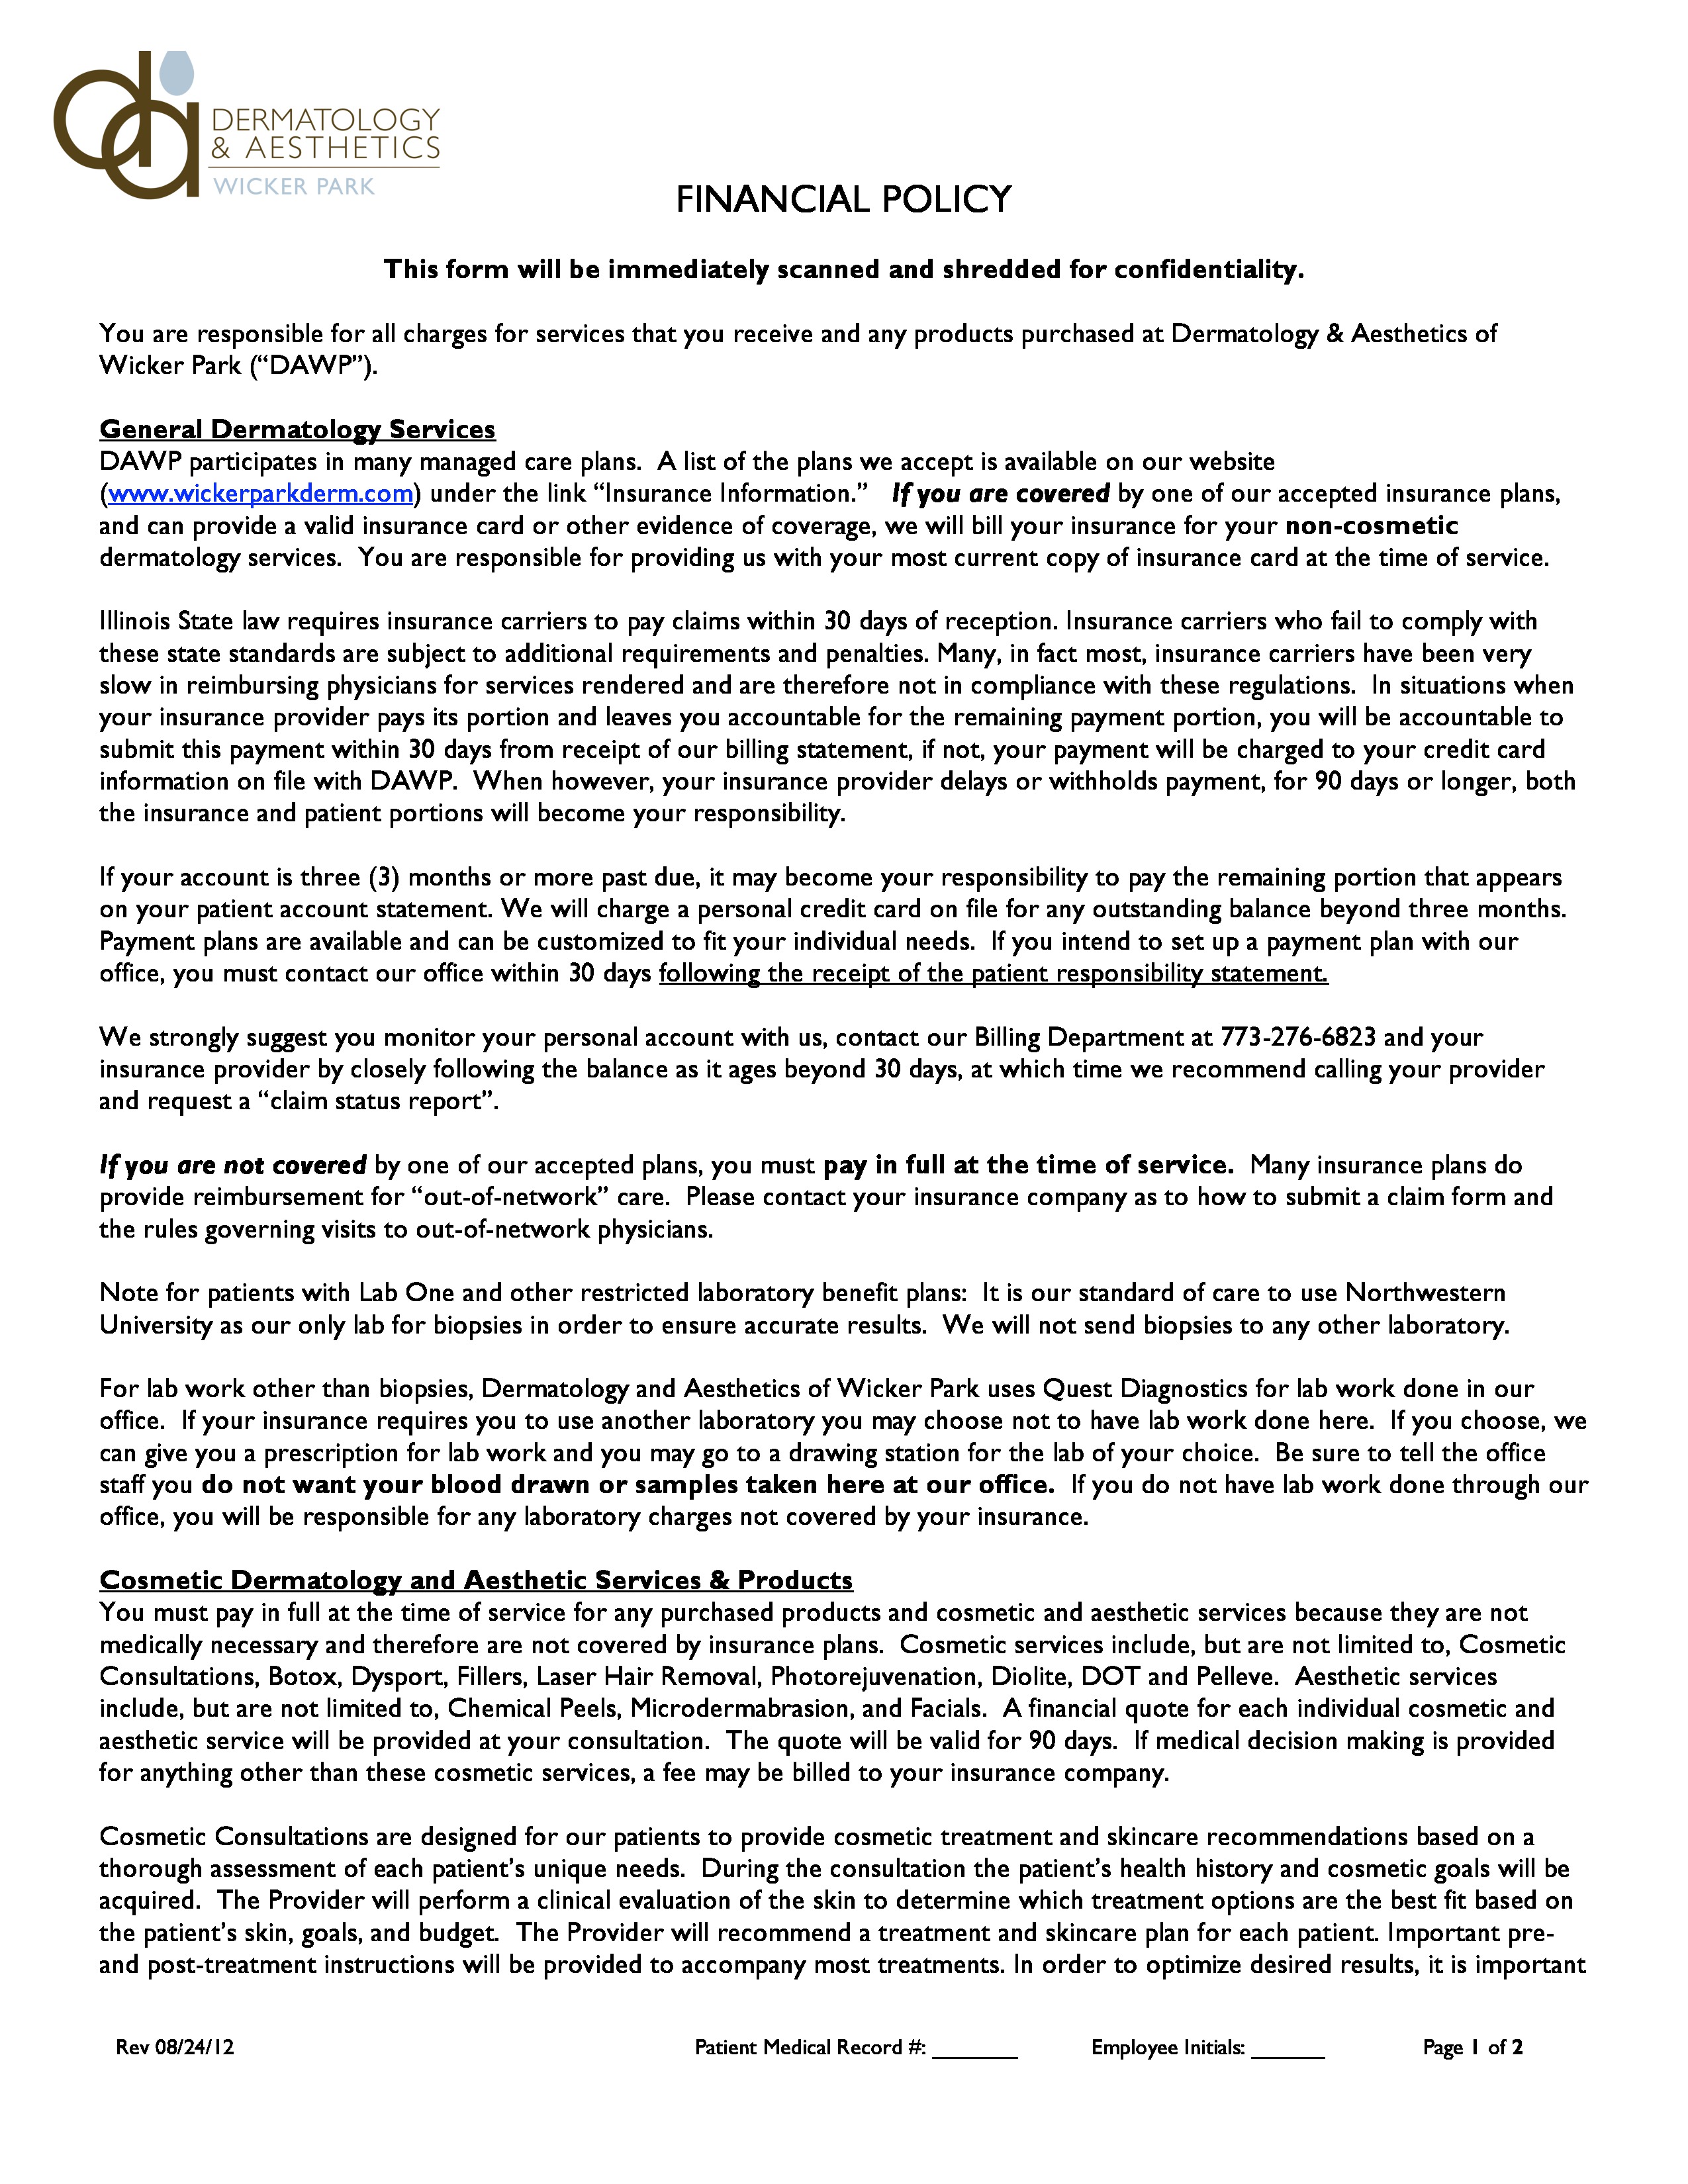 DERMATOLOGY
& AESTHETICS
WICKER PARK
FINANCIAL POLICY
This form will be immediately scanned and shredded for confidentiality.
You are responsible for all charges for services that you receive and any products purchased at Dermatology & Aesthetics of
Wicker Park (“DAWP”).
General Dermatology Services
DAWP participates in many managed care plans.  A list of the plans we accept is available on our website
(www.wickerparkderm.com) under the link “Insurance Information.”   If you are covered by one of our accepted insurance plans,
and can provide a valid insurance card or other evidence of coverage, we will bill your insurance for your non-cosmetic
dermatology services.  You are responsible for providing us with your most current copy of insurance card at the time of service.
Illinois State law requires insurance carriers to pay claims within 30 days of reception. Insurance carriers who fail to comply with
these state standards are subject to additional requirements and penalties. Many, in fact most, insurance carriers have been very
slow in reimbursing physicians for services rendered and are therefore not in compliance with these regulations.  In situations when
your insurance provider pays its portion and leaves you accountable for the remaining payment portion, you will be accountable to
submit this payment within 30 days from receipt of our billing statement, if not, your payment will be charged to your credit card
information on file with DAWP.  When however, your insurance provider delays or withholds payment, for 90 days or longer, both
the insurance and patient portions will become your responsibility.
If your account is three (3) months or more past due, it may become your responsibility to pay the remaining portion that appears
on your patient account statement. We will charge a personal credit card on file for any outstanding balance beyond three months.
Payment plans are available and can be customized to fit your individual needs.  If you intend to set up a payment plan with our
office, you must contact our office within 30 days following the receipt of the patient responsibility statement.
We strongly suggest you monitor your personal account with us, contact our Billing Department at 773-276-6823 and your
insurance provider by closely following the balance as it ages beyond 30 days, at which time we recommend calling your provider
and request a “claim status report”.
If you are not covered by one of our accepted plans, you must pay in full at the time of service.  Many insurance plans do
provide reimbursement for “out-of-network” care.  Please contact your insurance company as to how to submit a claim form and
the rules governing visits to out-of-network physicians.
Note for patients with Lab One and other restricted laboratory benefit plans:  It is our standard of care to use Northwestern
University as our only lab for biopsies in order to ensure accurate results.  We will not send biopsies to any other laboratory.
For lab work other than biopsies, Dermatology and Aesthetics of Wicker Park uses Quest Diagnostics for lab work done in our
office.  If your insurance requires you to use another laboratory you may choose not to have lab work done here.  If you choose, we
can give you a prescription for lab work and you may go to a drawing station for the lab of your choice.  Be sure to tell the office
staff you do not want your blood drawn or samples taken here at our office.  If you do not have lab work done through our
office, you will be responsible for any laboratory charges not covered by your insurance.
Cosmetic Dermatology and Aesthetic Services & Products
You must pay in full at the time of service for any purchased products and cosmetic and aesthetic services because they are not
medically necessary and therefore are not covered by insurance plans.  Cosmetic services include, but are not limited to, Cosmetic
Consultations, Botox, Dysport, Fillers, Laser Hair Removal, Photorejuvenation, Diolite, DOT and Pelleve.  Aesthetic services
include, but are not limited to, Chemical Peels, Microdermabrasion, and Facials.  A financial quote for each individual cosmetic and
aesthetic service will be provided at your consultation.  The quote will be valid for 90 days.  If medical decision making is provided
for anything other than these cosmetic services, a fee may be billed to your insurance company.
Cosmetic Consultations are designed for our patients to provide cosmetic treatment and skincare recommendations based on a
thorough assessment of each patient’s unique needs.  During the consultation the patient’s health history and cosmetic goals will be
acquired.  The Provider will perform a clinical evaluation of the skin to determine which treatment options are the best fit based on
the patient’s skin, goals, and budget.  The Provider will recommend a treatment and skincare plan for each patient. Important pre-
and post-treatment instructions will be provided to accompany most treatments. In order to optimize desired results, it is important
Rev 08/24/12 Patient Medical Record #: _______ Employee Initials: ______ Page 1 of 2